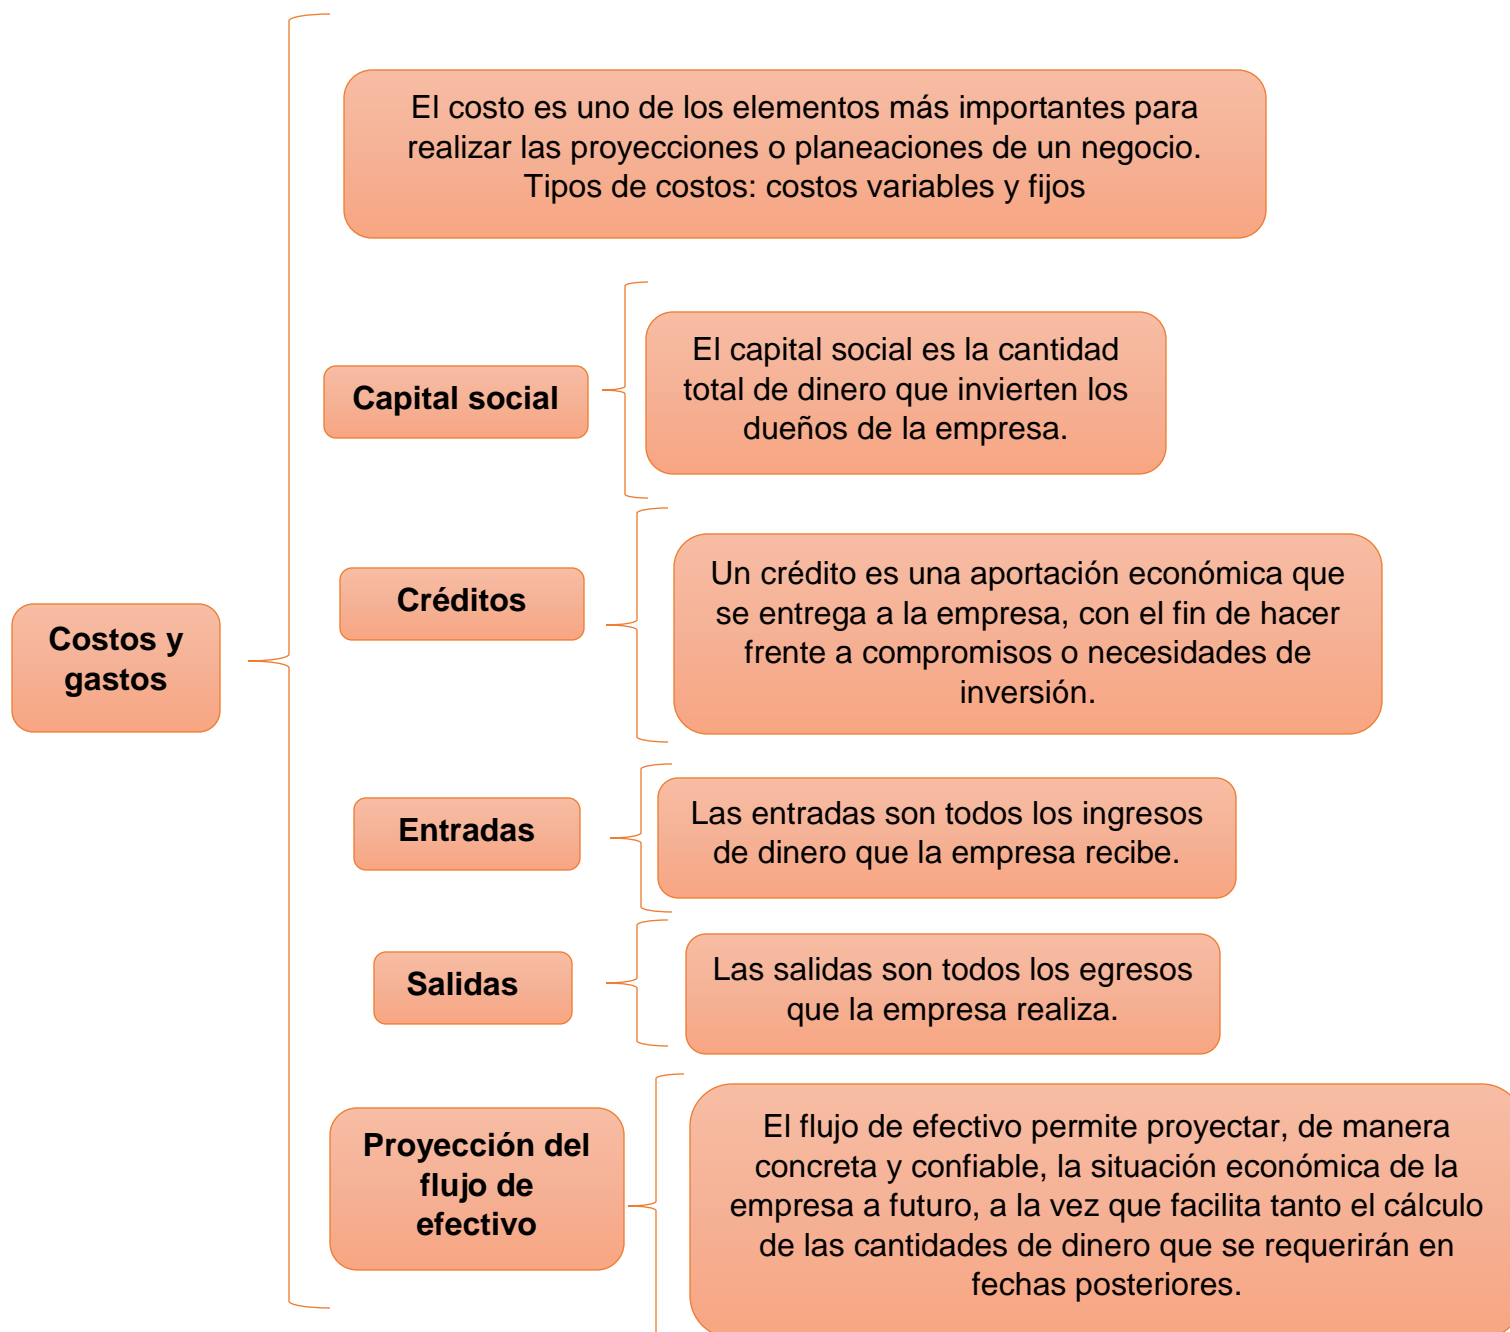 El costo es uno de los elementos más importantes para
realizar las proyecciones o planeaciones de un negocio.
Tipos de costos: costos variables y fijos
Capital social
El capital social es la cantidad
total de dinero que invierten los
dueños de la empresa.
Créditos
Un crédito es una aportación económica que
se entrega a la empresa, con el fin de hacer
frente a compromisos o necesidades de
inversión.
Costos y
gastos
Entradas
Las entradas son todos los ingresos
de dinero que la empresa recibe.
Salidas
Las salidas son todos los egresos
que la empresa realiza.
Proyección del
flujo de
efectivo
El flujo de efectivo permite proyectar, de manera
concreta y confiable, la situación económica de la
empresa a futuro, a la vez que facilita tanto el cálculo
de las cantidades de dinero que se requerirán en
fechas posteriores.